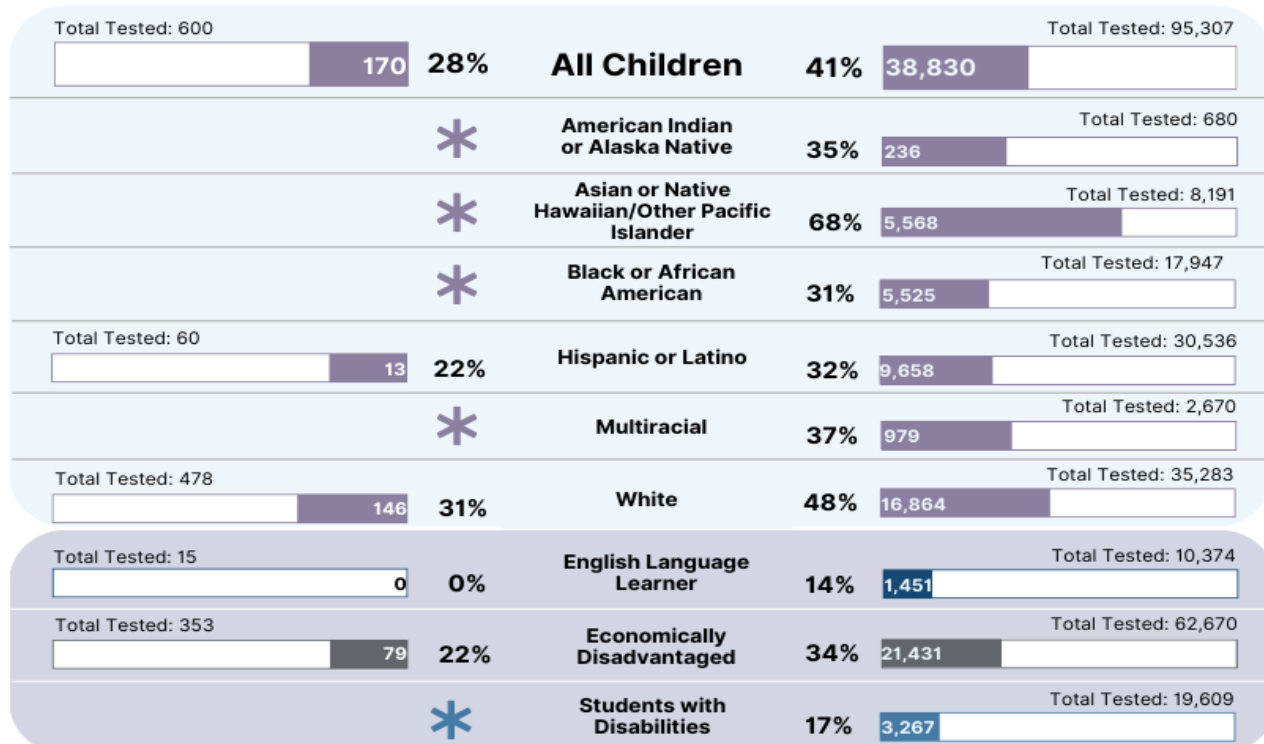 Total Tested: 600
Total Tested: 95,307
170 28% All Children 41% 38,830
Total Tested: 680
* American Indian
or Alaska Native 35% 236
Total Tested: 8,191
* Asian or Native
Hawaiian/Other Pacific
Islander 68% 5,568
Total Tested: 17,947
* Black or African
American 31% 5,525
Total Tested: 60
Total Tested: 30,536
13 22% Hispanic or Latino 32% 9,658
Total Tested: 2,670
* Multiracial 37% 979
Total Tested: 478
Total Tested: 35,283
146 31% White 48% 16,864
Total Tested: 15
Total Tested: 10,374
0 0% English Language
Learner 14% 1,451
Total Tested: 353
Total Tested: 62,670
79 22% Economically
Disadvantaged 34% 21,431
Total Tested: 19,609
* Students with
Disabilities 17% 3,267